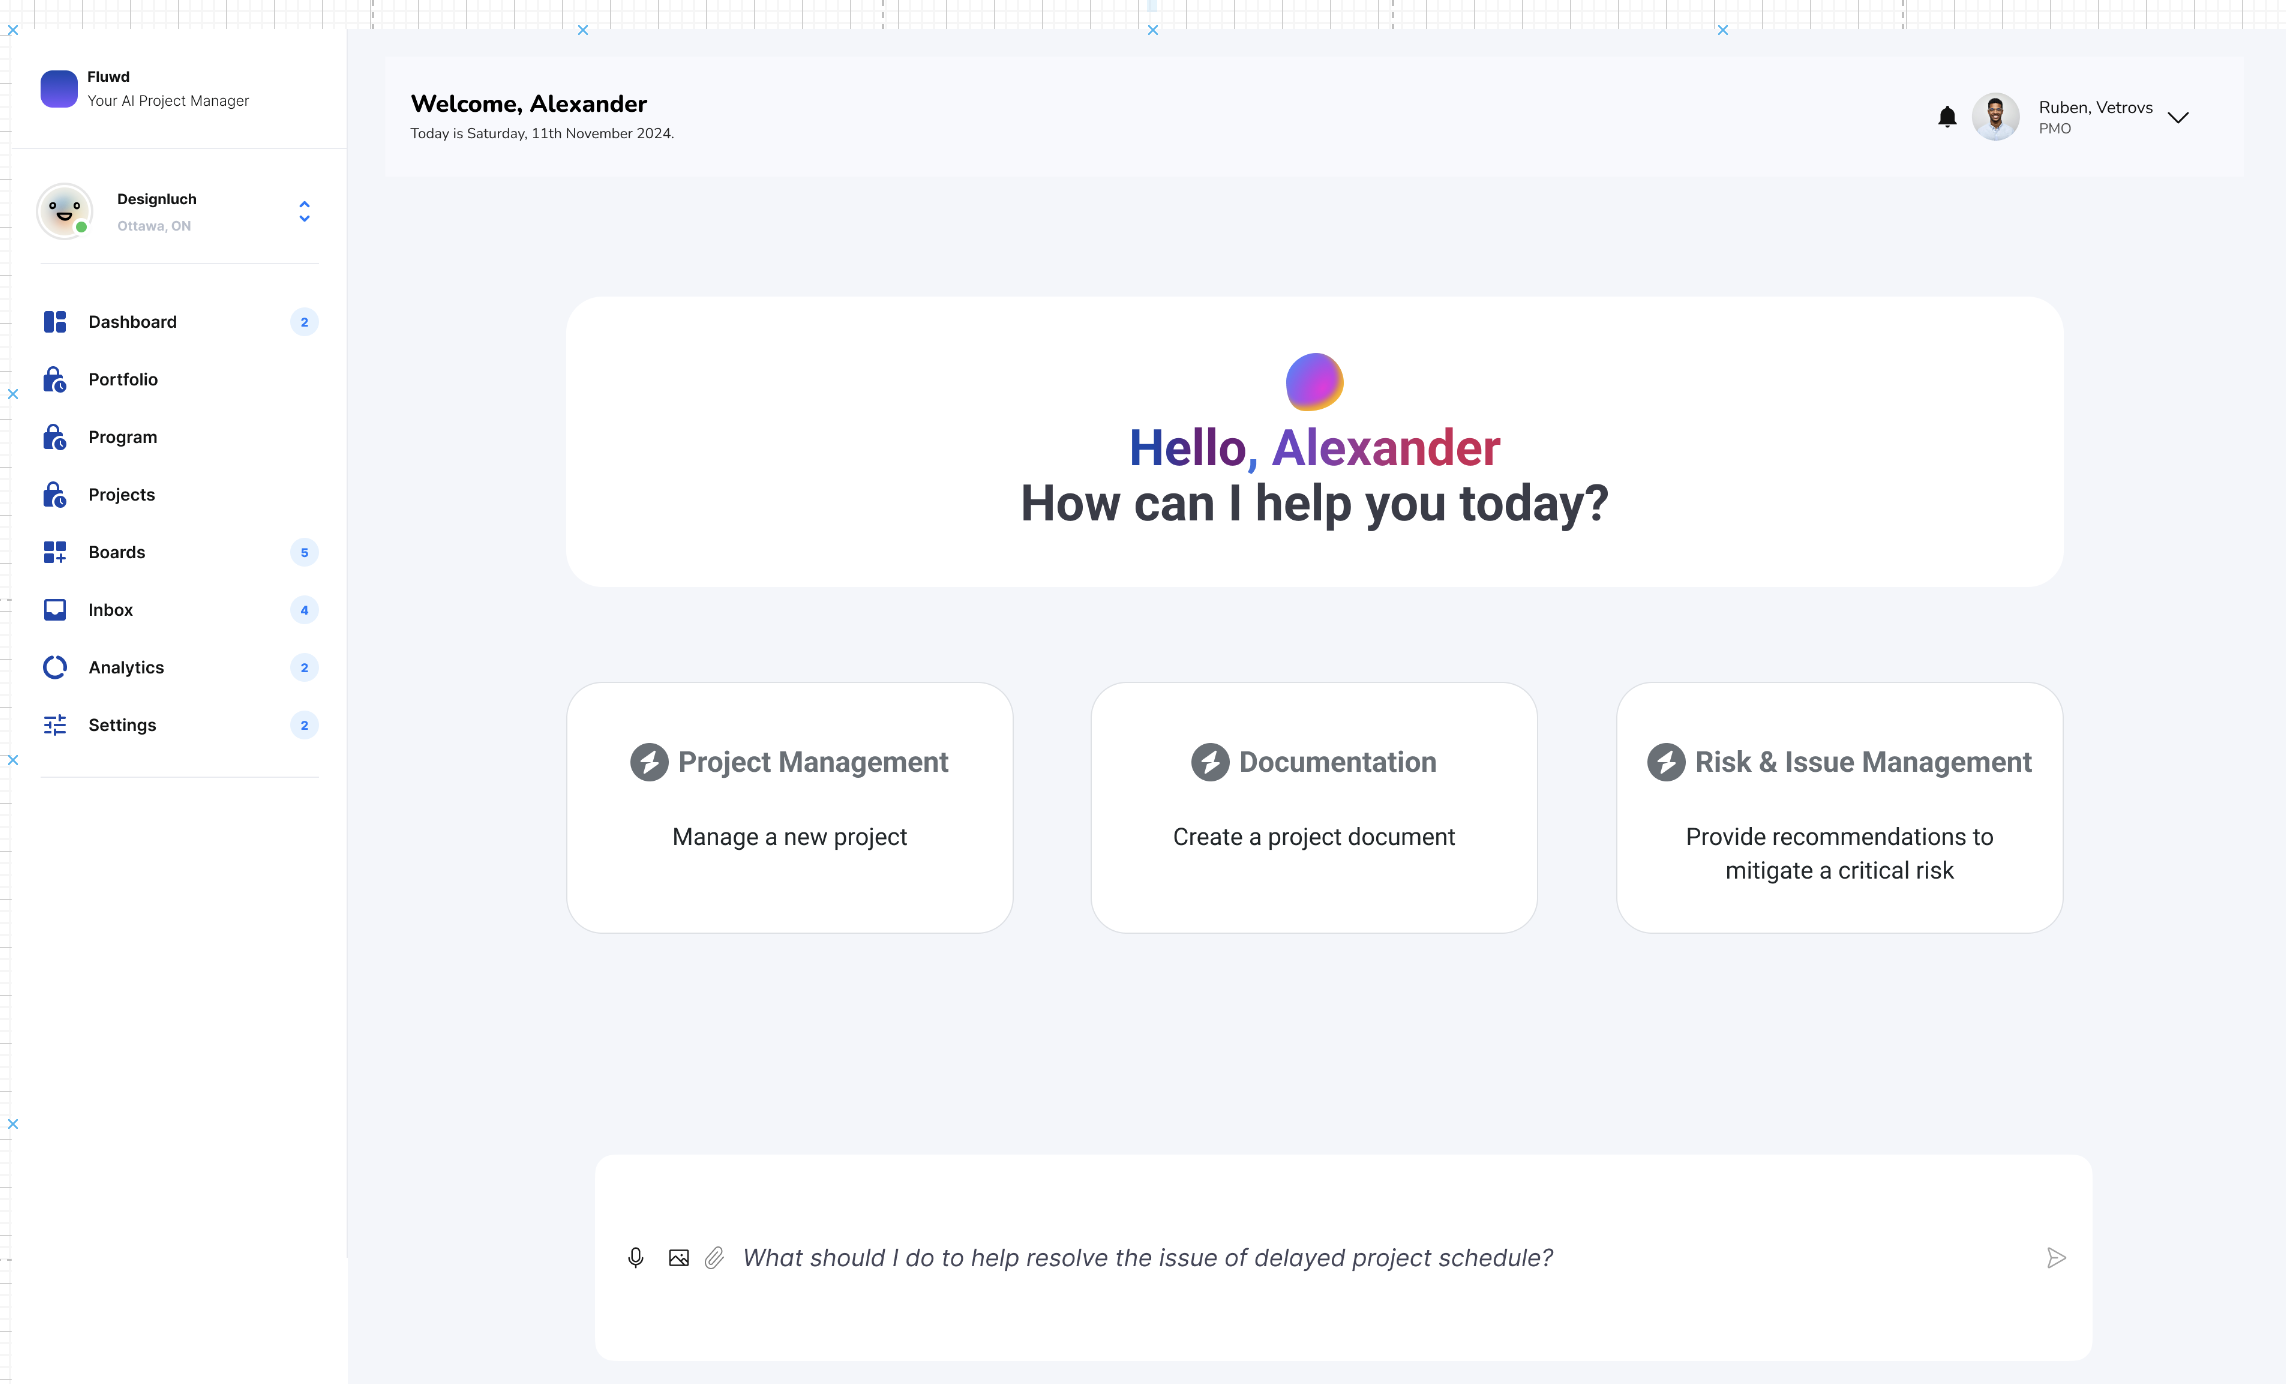 Fluwd
Your AI Project Manager
Designluch
Ottawa, ON
Dashboard 2
Portfolio
Program
Projects
Boards 5
Inbox 4
Analytics 2
Settings 2
Welcome, Alexander
Today is Saturday, 11th November 2024.
Ruben, Vetrovs
PMO
Hello, Alexander
How can I help you today?
Project Management
Manage a new project
Documentation
Create a project document
Risk & Issue Management
Provide recommendations to
mitigate a critical risk
What should I do to help resolve the issue of delayed project schedule?